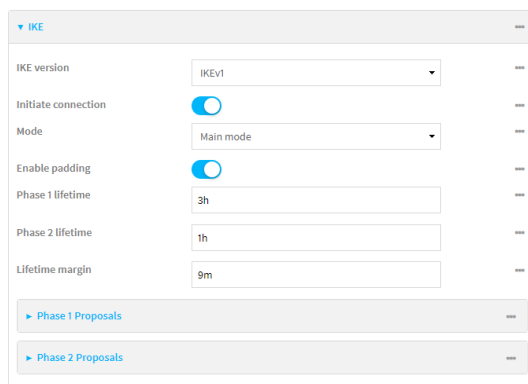 IKE
IKE version
IKEv1
Initiate connection
Mode
Main mode
Enable padding
Phase 1 lifetime
3h
Phase 2 lifetime
1h
Lifetime margin
9m
Phase 1 Proposals
Phase 2 Proposals